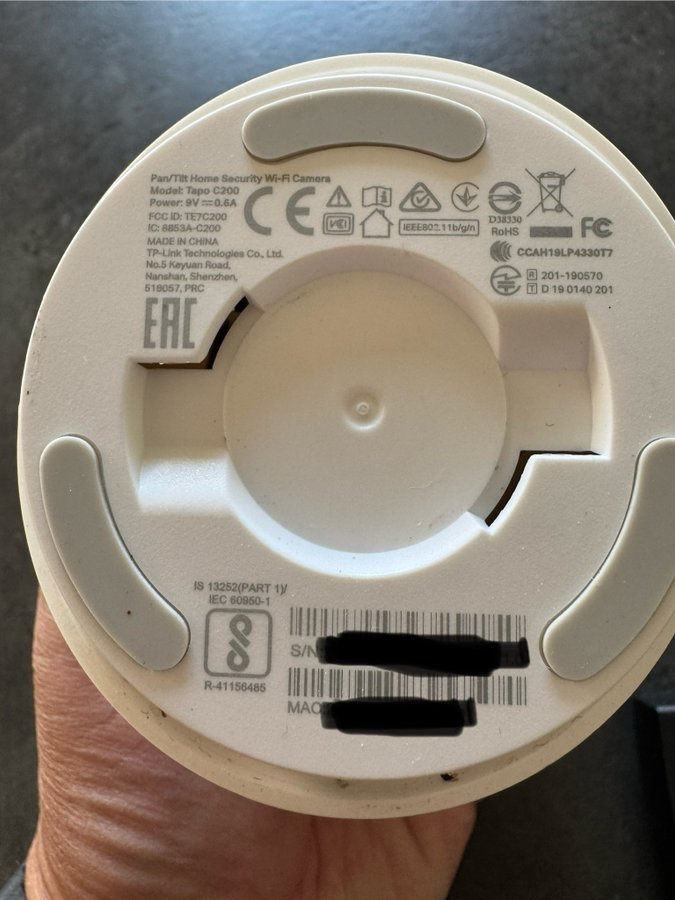 Pan/Tilt Home Security Wi-Fi Camera
Model: Tapo C200
Power: 9V ⎓ 0.6A
FCC ID: TE7C200
IC: 8853A-C200
MADE IN CHINA
TP-Link Technologies Co., Ltd.
No.5 Keyuan Road,
Nanshan, Shenzhen,
518057, PRC
CE
IEEE802.11b/g/n
D38330
RoHS
FC
CCAH19LP4330T7
R 201-190570
T D 19 0140 201
EAC
IS 13252(PART 1)/
IEC 60950-1
R-41156485
S/N
MAC